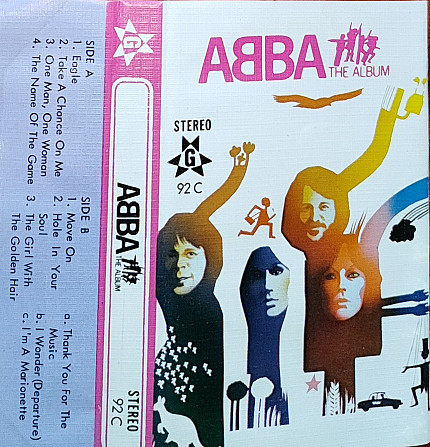 SIDE A
1. Eagle
2. Take A Chance On Me
3. One Man, One Woman
4. The Name Of The Game
SIDE B
1. Move On
2. Hole In Your
Soul
3. The Girl With
The Golden Hair
a. Thank You For The
Music
b. I Wonder (Departure)
c. I'm A Marionette
G
ABBA
THE ALBUM
STEREO
92 C
ABBA
THE ALBUM
STEREO
G
92 C